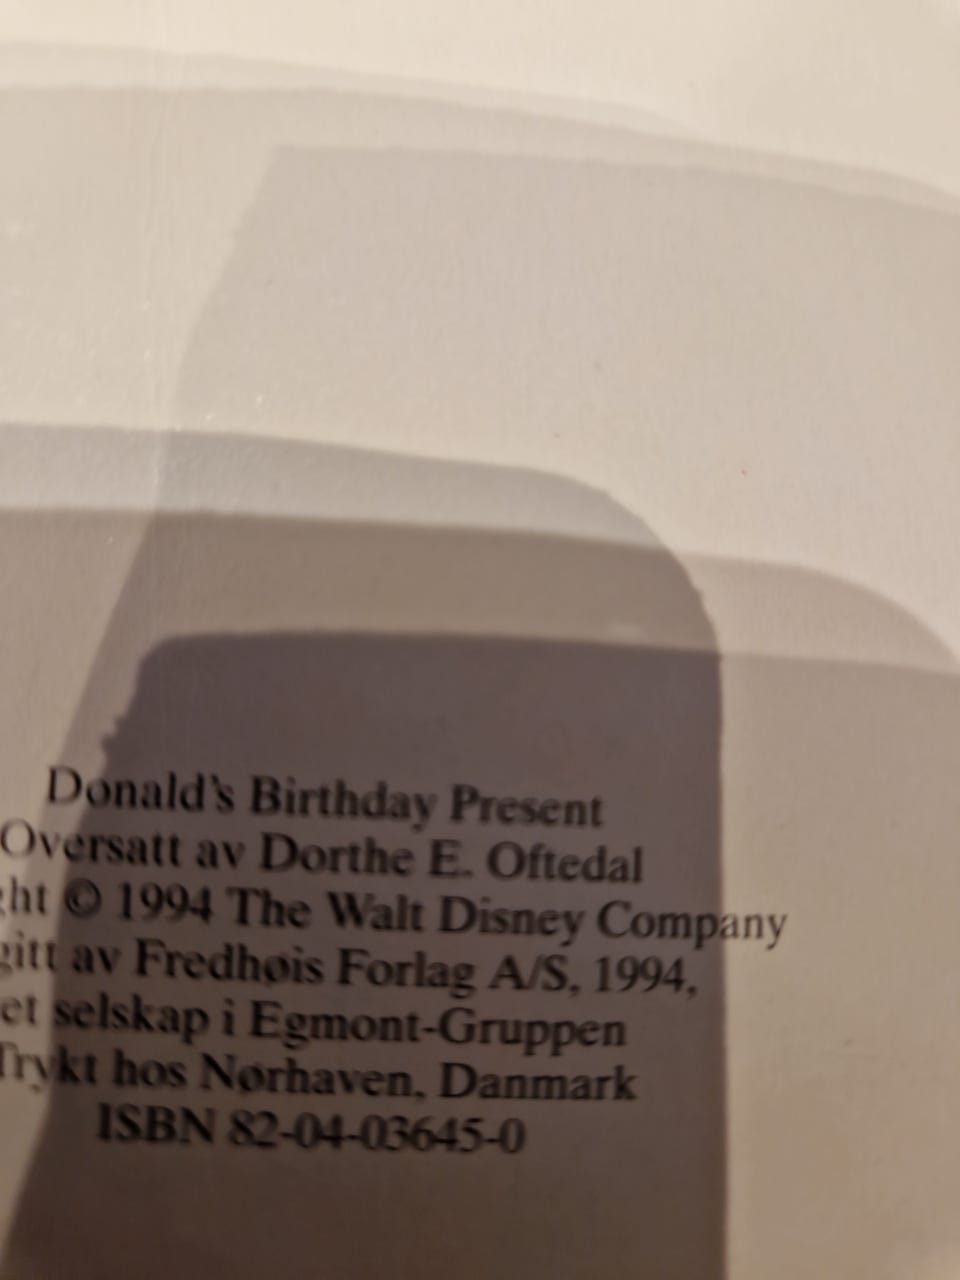 Donald's Birthday Present
Oversatt av Dorthe E. Oftedal
ght © 1994 The Walt Disney Company
gitt av Fredhøis Forlag A/S, 1994,
et selskap i Egmont-Gruppen
Trykt hos Nørhaven, Danmark
ISBN 82-04-03645-0